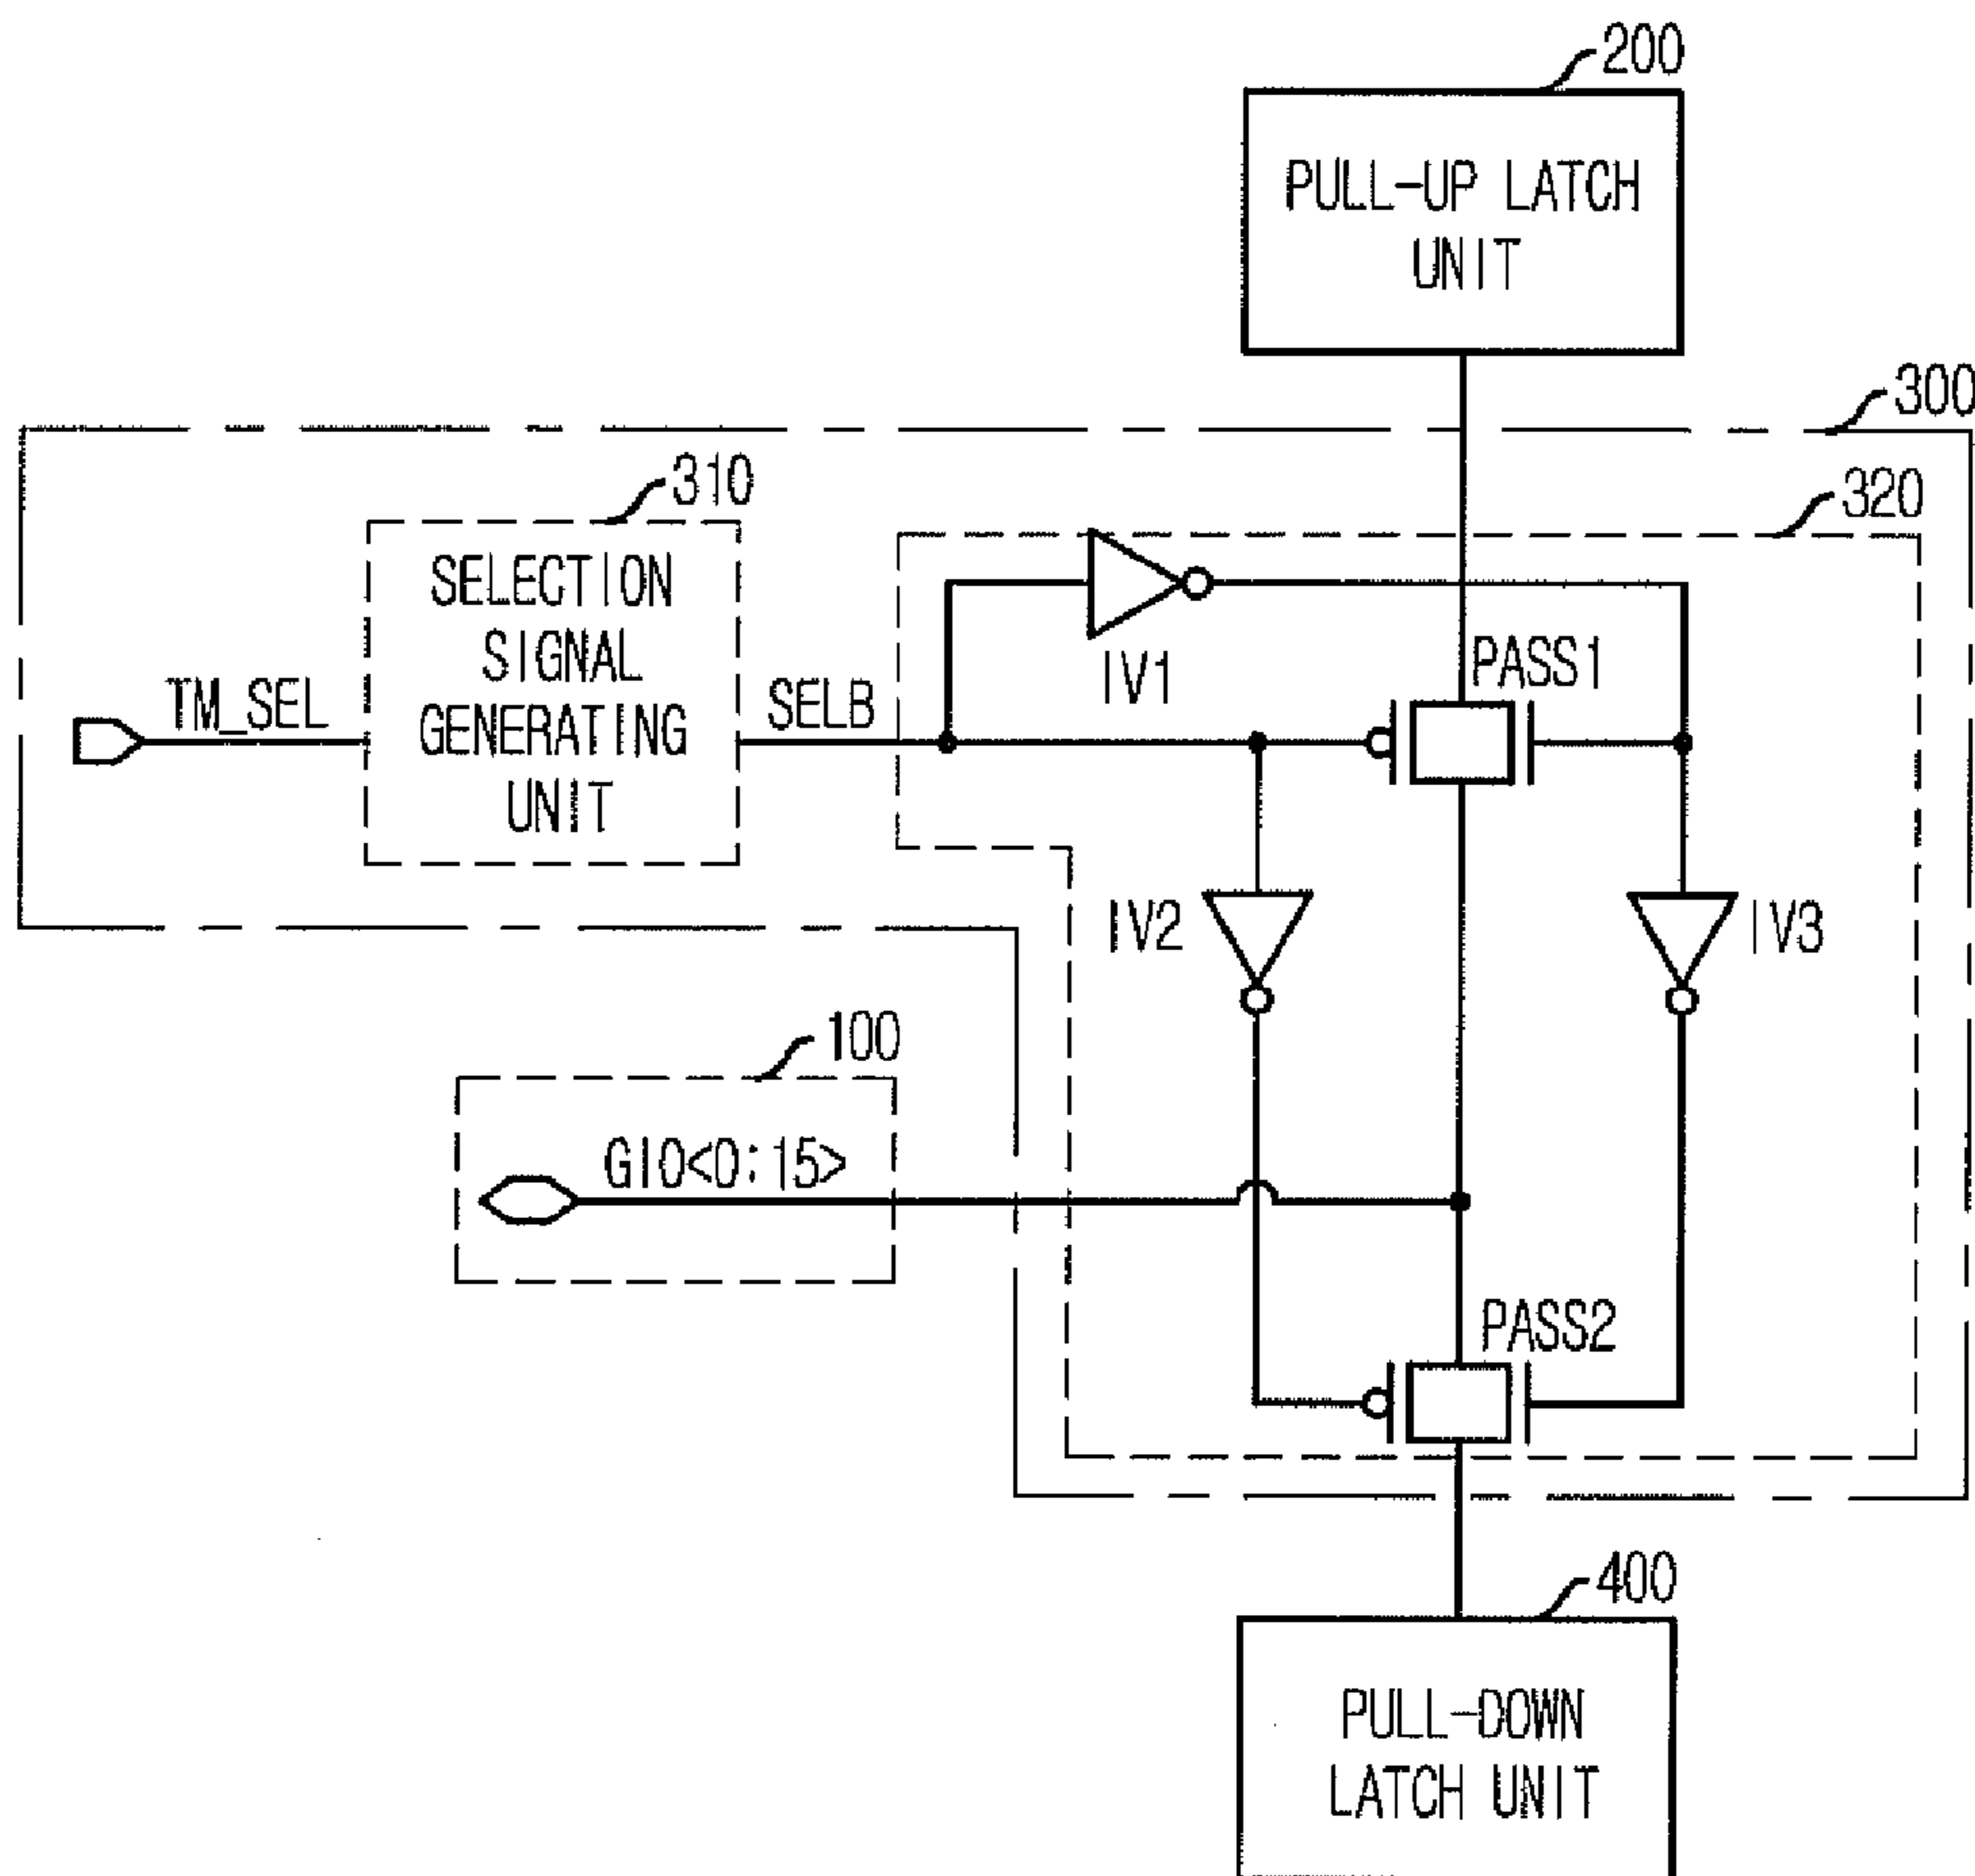 200
PULL-UP LATCH
UNIT
300
310
320
SELECTION
SIGNAL
GENERATING
UNIT
TM_SEL
SELB
IV1
PASS1
IV2
IV3
100
GIO<0:15>
PASS2
400
PULL-DOWN
LATCH UNIT